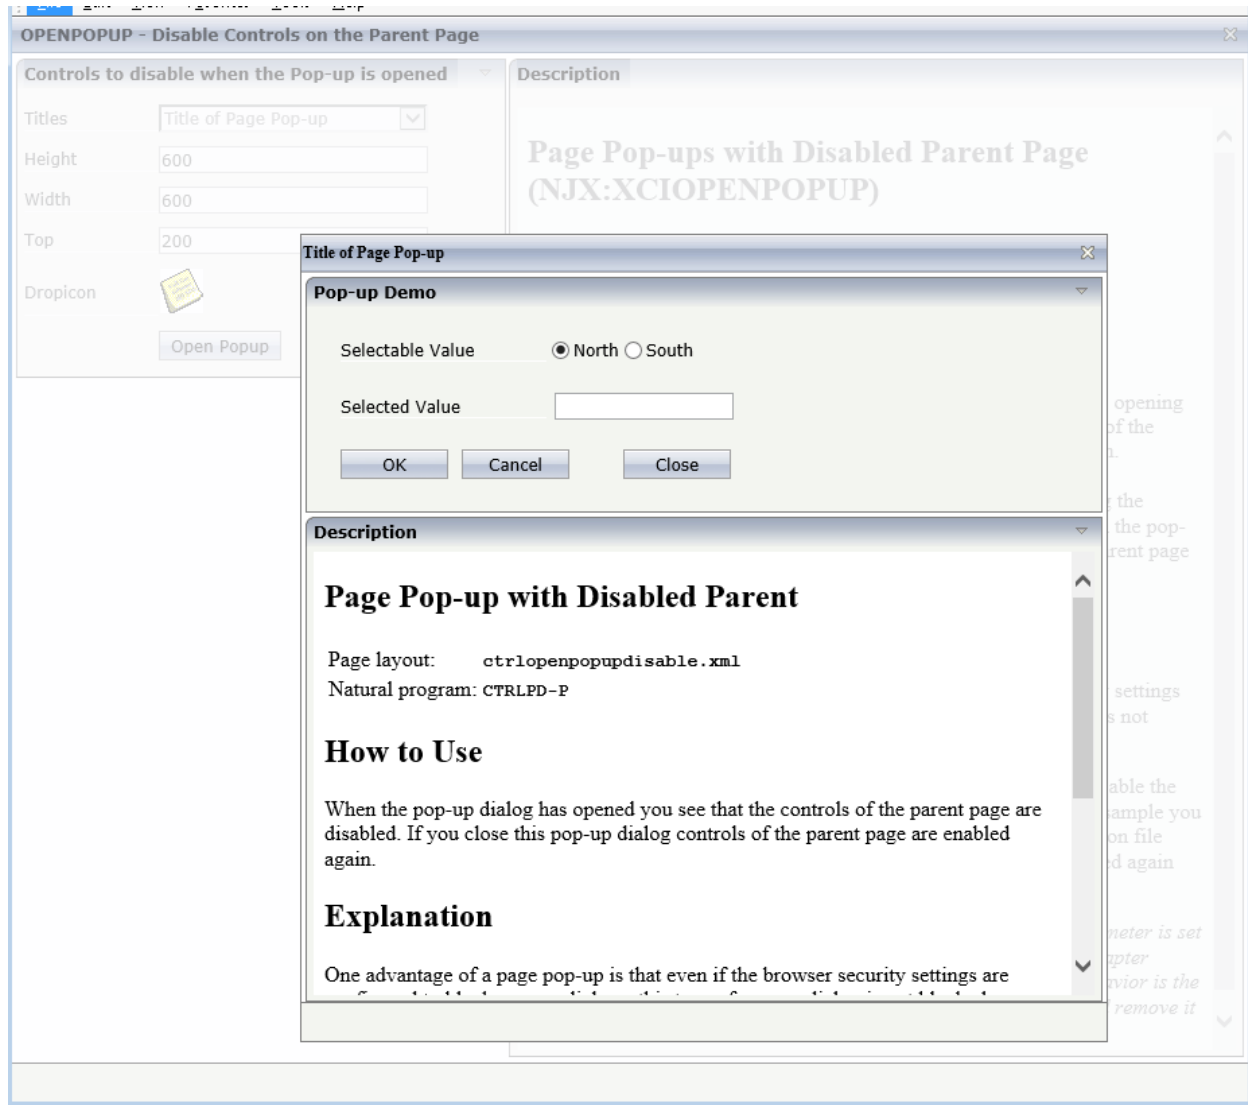 OPENPOPUP - Disable Controls on the Parent Page
Controls to disable when the Pop-up is opened
Titles
Title of Page Pop-up
Height
600
Width
600
Top
200
Dropicon
Open Popup
Description
Page Pop-ups with Disabled Parent Page
(NJX:XCIOPENPOPUP)
Title of Page Pop-up
Pop-up Demo
Selectable Value
North
South
Selected Value
OK
Cancel
Close
Description
Page Pop-up with Disabled Parent
Page layout: ctrlopenpopupdisable.xml
Natural program: CTRLPD-P
How to Use
When the pop-up dialog has opened you see that the controls of the parent page are
disabled. If you close this pop-up dialog controls of the parent page are enabled
again.
Explanation
One advantage of a page pop-up is that even if the browser security settings are
opening
of the
the
the pop-
rent page
settings
s not
able the
sample you
on file
ed again
meter is set
apter
avior is the
remove it